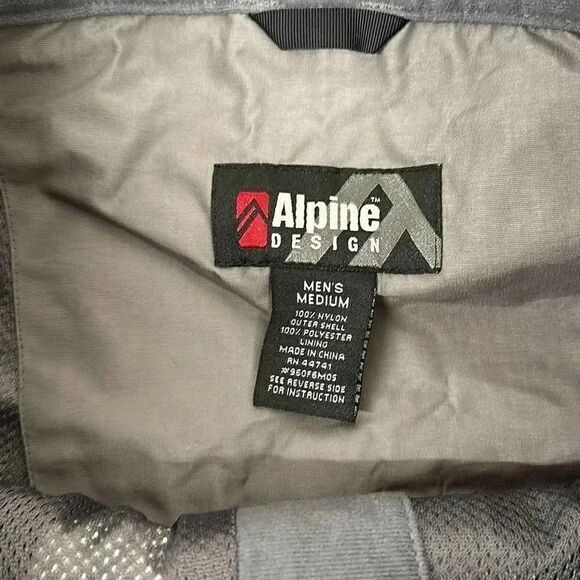 Alpine™
DESIGN
MEN'S
MEDIUM
100% NYLON
OUTER SHELL
100% POLYESTER
LINING
MADE IN CHINA
RN 44741
#960F6M05
SEE REVERSE SIDE
FOR INSTRUCTION